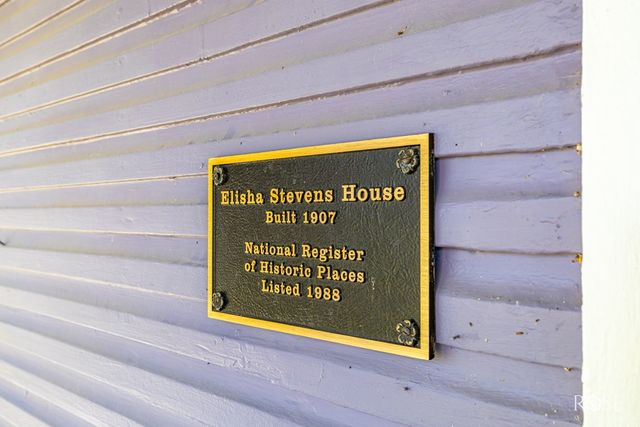 Elisha Stevens House
Built 1907
National Register
of Historic Places
Listed 1988